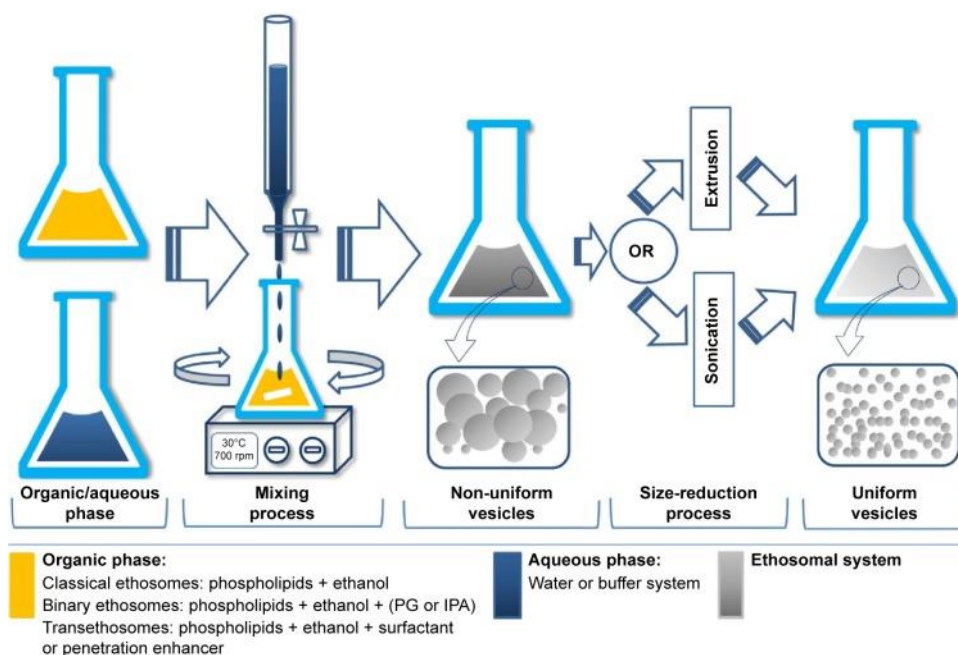 Extrusion
OR
Sonication
30°C
700 rpm
Organic/aqueous
phase
Mixing
process
Non-uniform
vesicles
Size-reduction
process
Uniform
vesicles
Organic phase:
Classical ethosomes: phospholipids + ethanol
Binary ethosomes: phospholipids + ethanol + (PG or IPA)
Transethosomes: phospholipids + ethanol + surfactant
or penetration enhancer
Aqueous phase:
Water or buffer system
Ethosomal system